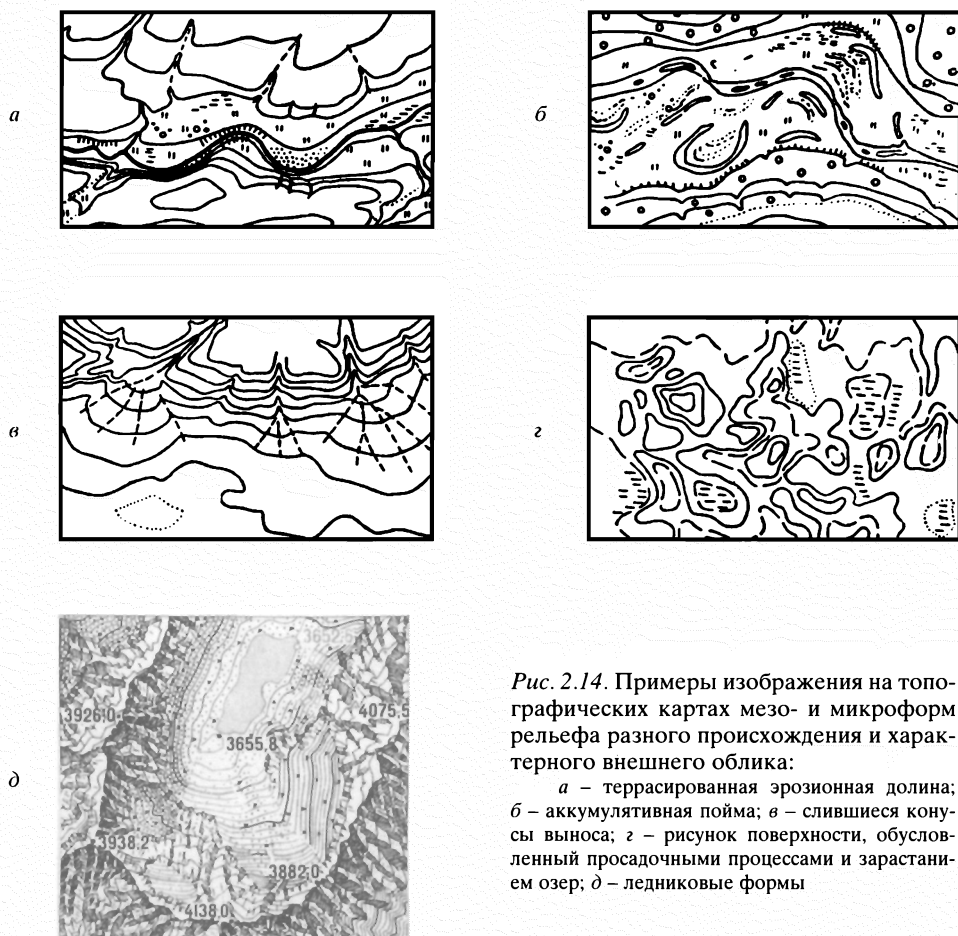 а
б
в
г
д
3652
3926,0
4075,5
3655,8
3938,2
3882,0
4138,0
Рис. 2.14. Примеры изображения на топо-
графических картах мезо- и микроформ
рельефа разного происхождения и харак-
терного внешнего облика:
а – террасированная эрозионная долина;
б – аккумулятивная пойма; в – слившиеся кону-
сы выноса; г – рисунок поверхности, обуслов-
ленный просадочными процессами и зарастани-
ем озер; д – ледниковые формы